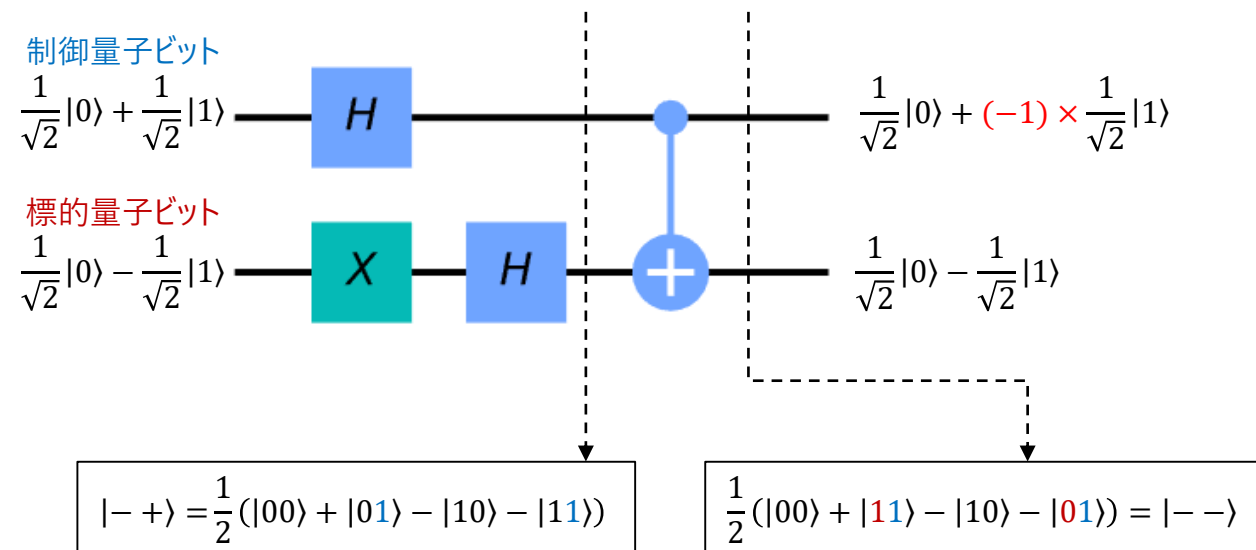 制御量子ビット
1/√2 |0⟩ + 1/√2 |1⟩
H
1/√2 |0⟩ + (−1) × 1/√2 |1⟩
標的量子ビット
1/√2 |0⟩ − 1/√2 |1⟩
X
H
1/√2 |0⟩ − 1/√2 |1⟩
|− +⟩ = 1/2 (|00⟩ + |01⟩ − |10⟩ − |11⟩)
1/2 (|00⟩ + |11⟩ − |10⟩ − |01⟩) = |− −⟩